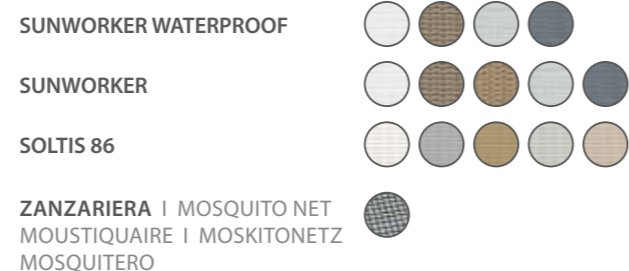 SUNWORKER WATERPROOF
SUNWORKER
SOLTIS 86
ZANZARIERA I MOSQUITO NET
MOUSTIQUAIRE I MOSKITONETZ
MOSQUITERO